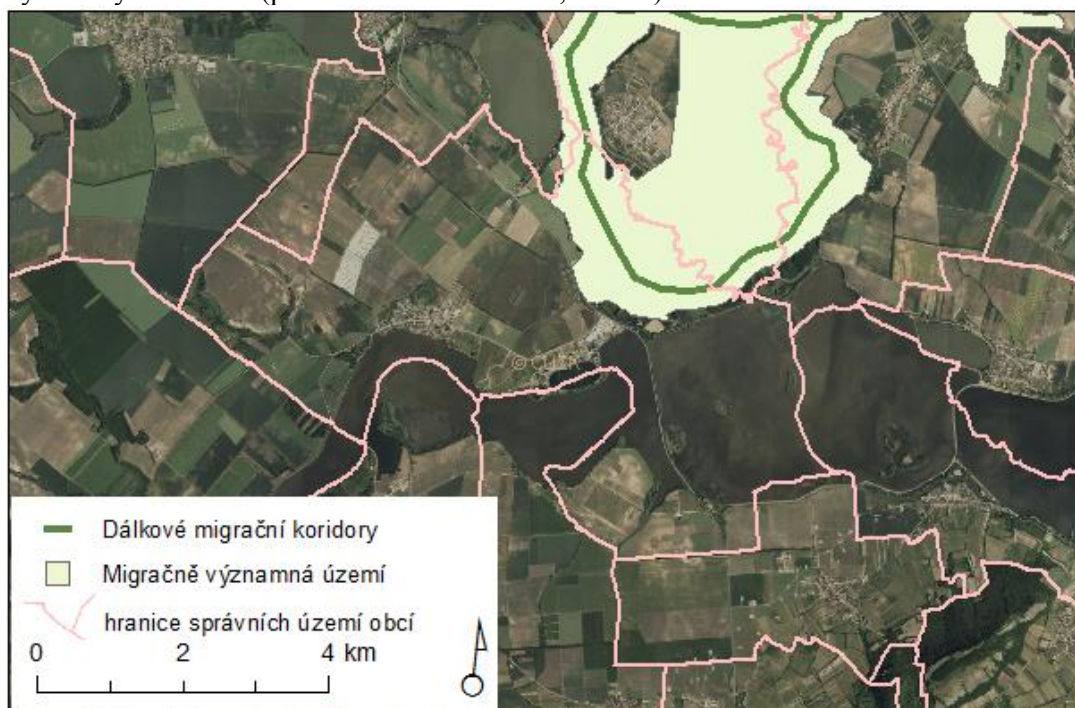 Dálkové migrační koridory
Migračně významná území
hranice správních území obcí
0 2 4 km